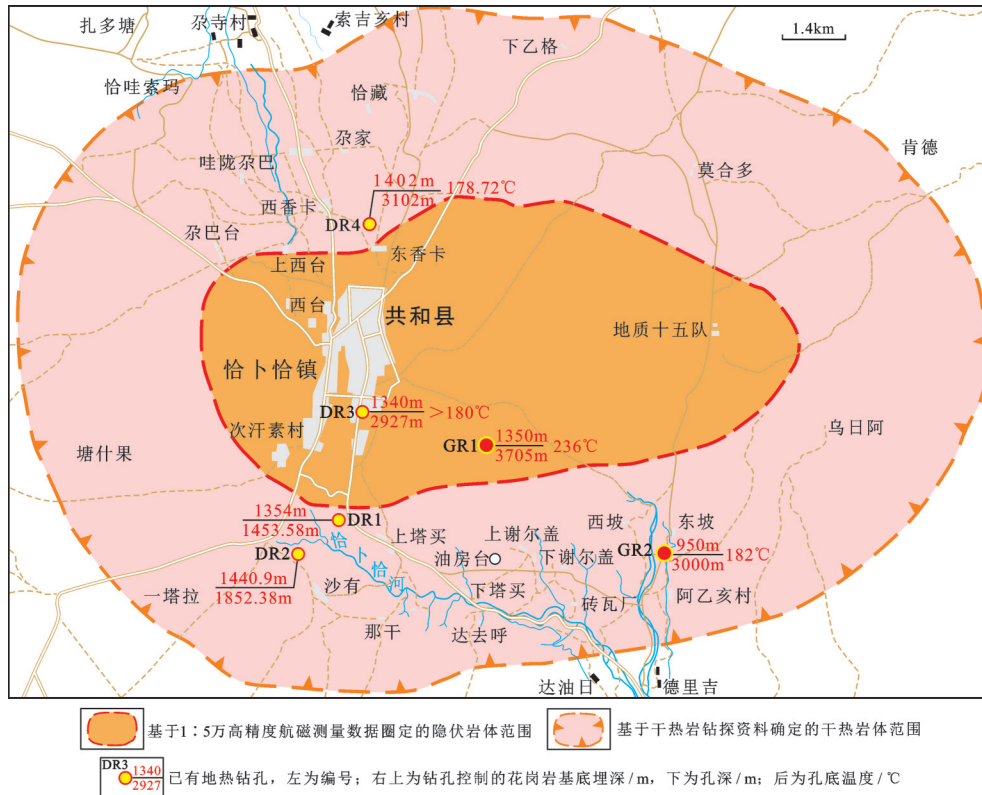 扎多塘
尕寺村
索吉亥村
1.4km
下乙格
恰哇索玛
恰藏
尕家
肯德
哇陇尕巴
莫合多
1402m
3102m
178.72℃
西香卡
DR4
尕巴台
东香卡
上西台
西台
共和县
地质十五队
恰卜恰镇
DR3
1340m
2927m
>180℃
次汗素村
GR1
1350m
3705m
236℃
乌日阿
塘什果
1354m
1453.58m
DR1
西坡
东坡
上塔买
上谢尔盖
恰卜恰河
DR2
油房台
下谢尔盖
GR2
950m
3000m
182℃
1440.9m
1852.38m
一塔拉
沙有
下塔买
砖瓦厂
阿乙亥村
那干
达去呼
达油日
德里吉
基于1：5万高精度航磁测量数据圈定的隐伏岩体范围
基于干热岩钻探资料确定的干热岩体范围
DR3
1340
2927
已有地热钻孔，左为编号；右上为钻孔控制的花岗岩基底埋深/m，下为孔深/m；后为孔底温度/℃